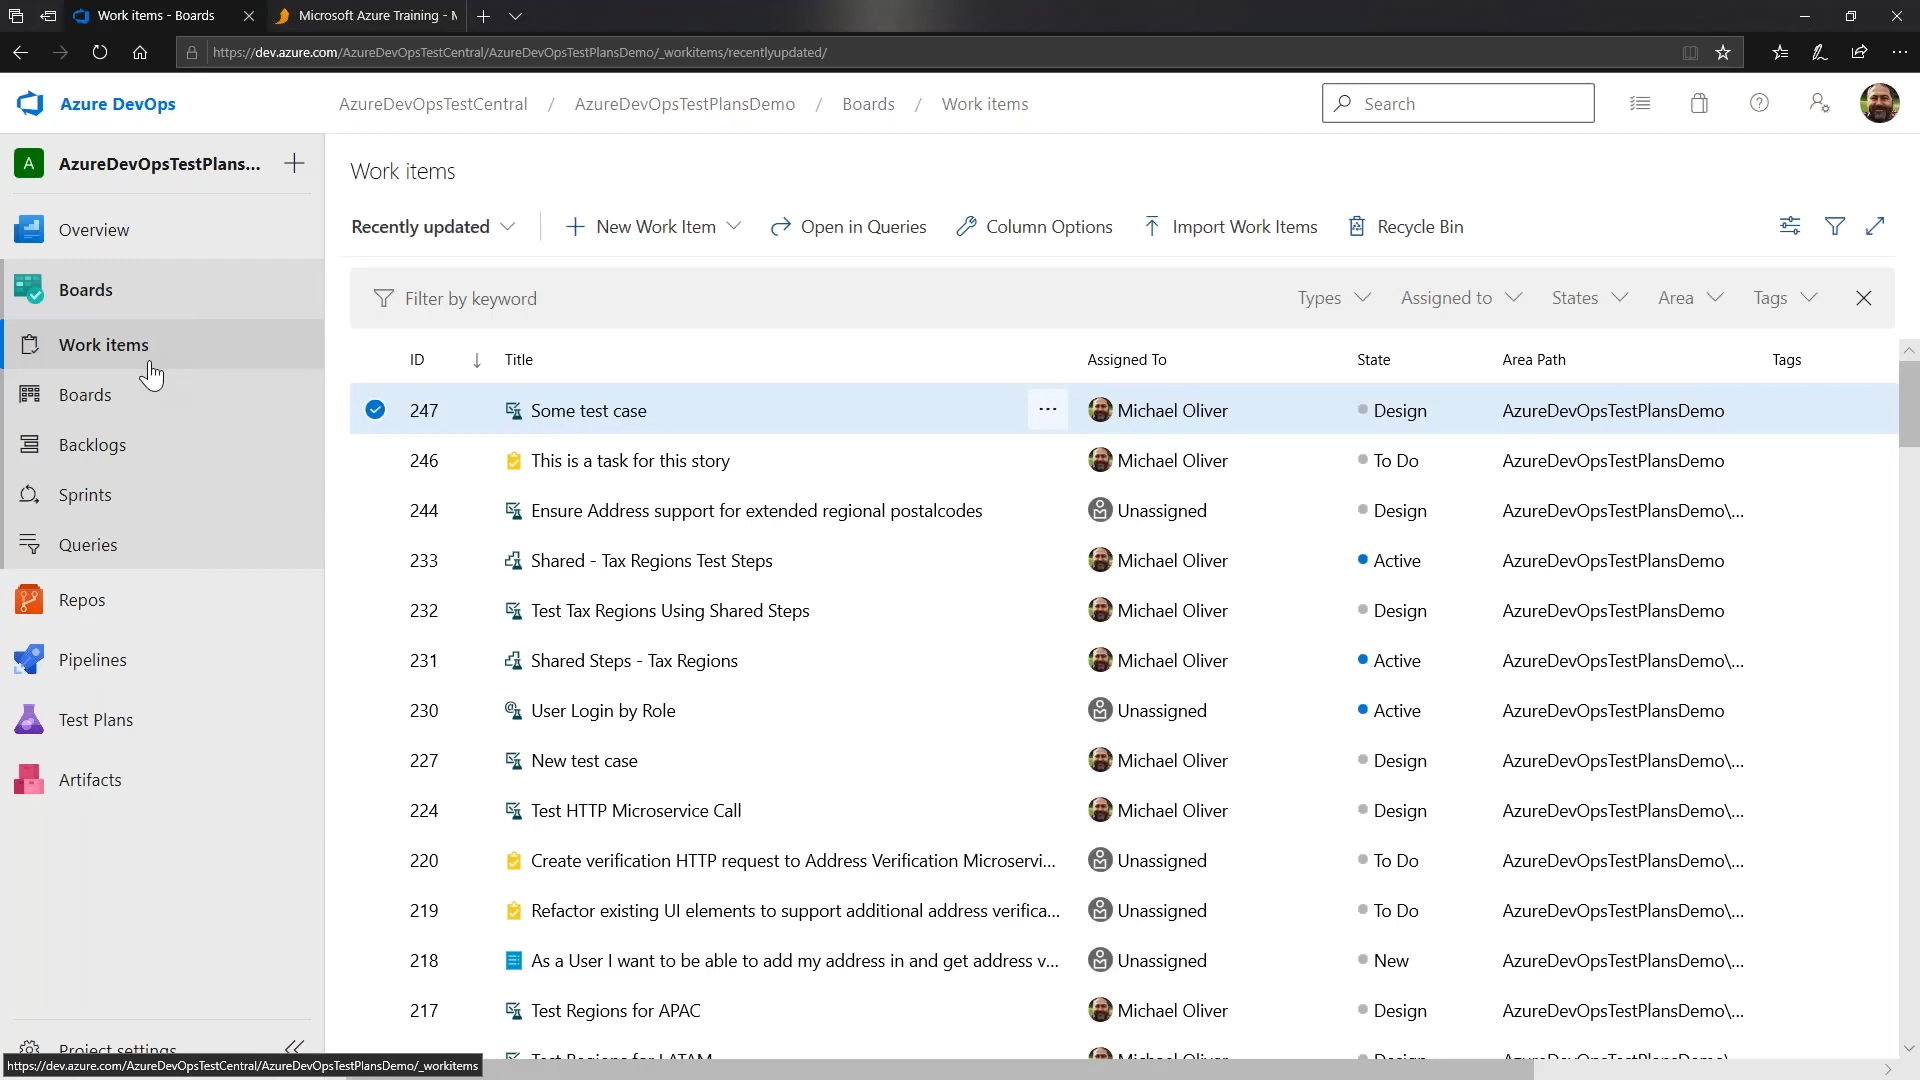 Work items - Boards
Microsoft Azure Training - M
https://dev.azure.com/AzureDevOpsTestCentral/AzureDevOpsTestPlansDemo/_workitems/recentlyupdated/
Azure DevOps
AzureDevOpsTestCentral / AzureDevOpsTestPlansDemo / Boards / Work items
Search
A AzureDevOpsTestPlans...
Overview
Boards
Work items
Boards
Backlogs
Sprints
Queries
Repos
Pipelines
Test Plans
Artifacts
Project settings
https://dev.azure.com/AzureDevOpsTestCentral/AzureDevOpsTestPlansDemo/_workitems
Work items
Recently updated New Work Item Open in Queries Column Options Import Work Items Recycle Bin
Filter by keyword Types Assigned to States Area Tags
ID Title Assigned To State Area Path Tags
247 Some test case ... Michael Oliver Design AzureDevOpsTestPlansDemo
246 This is a task for this story Michael Oliver To Do AzureDevOpsTestPlansDemo
244 Ensure Address support for extended regional postalcodes Unassigned Design AzureDevOpsTestPlansDemo\...
233 Shared - Tax Regions Test Steps Michael Oliver Active AzureDevOpsTestPlansDemo
232 Test Tax Regions Using Shared Steps Michael Oliver Design AzureDevOpsTestPlansDemo
231 Shared Steps - Tax Regions Michael Oliver Active AzureDevOpsTestPlansDemo\...
230 User Login by Role Unassigned Active AzureDevOpsTestPlansDemo
227 New test case Michael Oliver Design AzureDevOpsTestPlansDemo\...
224 Test HTTP Microservice Call Michael Oliver Design AzureDevOpsTestPlansDemo\...
220 Create verification HTTP request to Address Verification Microservi... Unassigned To Do AzureDevOpsTestPlansDemo\...
219 Refactor existing UI elements to support additional address verifica... Unassigned To Do AzureDevOpsTestPlansDemo\...
218 As a User I want to be able to add my address in and get address v... Unassigned New AzureDevOpsTestPlansDemo\...
217 Test Regions for APAC Michael Oliver Design AzureDevOpsTestPlansDemo\...
Test Regions for LATAM Michael Oliver Design AzureDevOpsTestPlansDemo\...